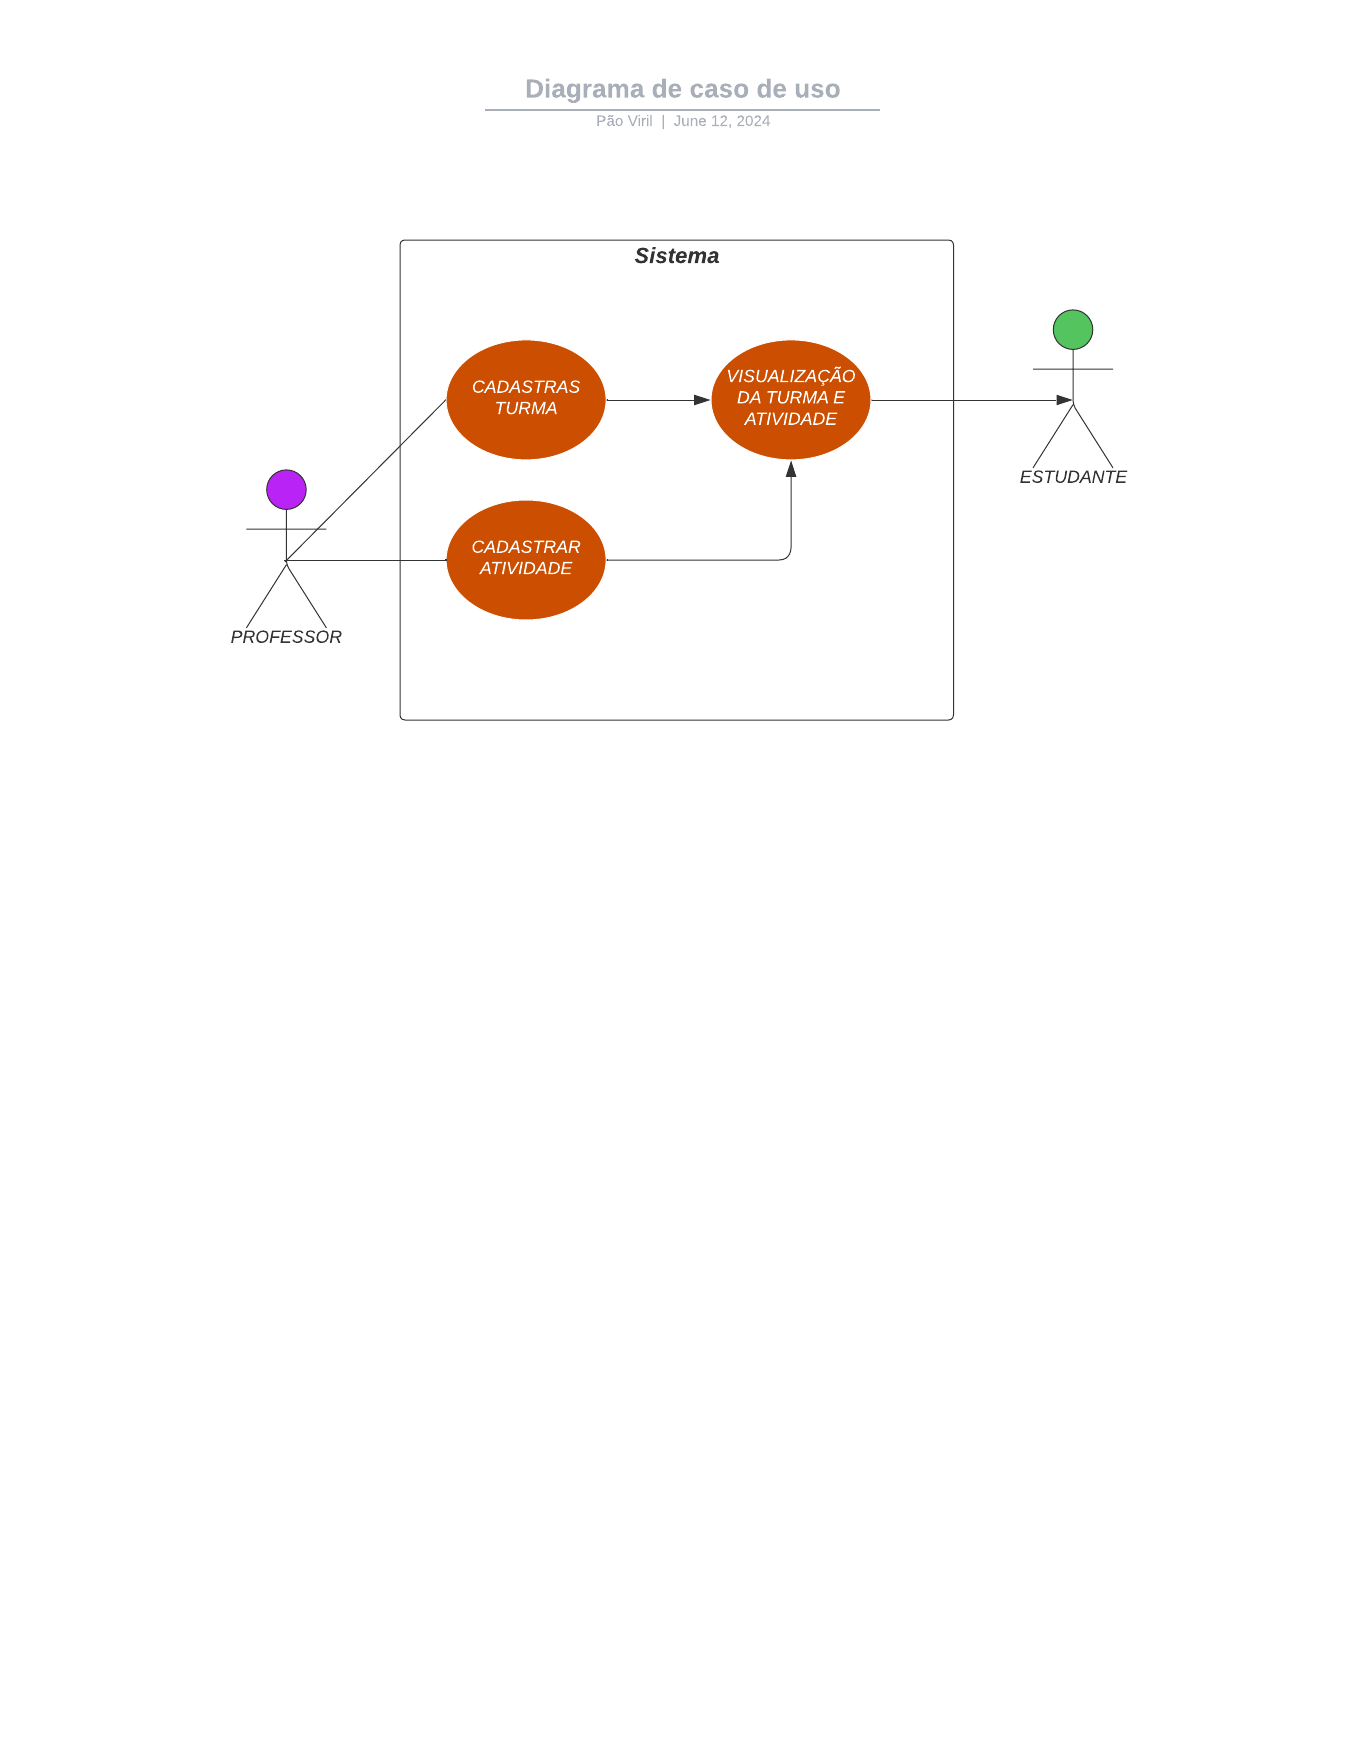 Diagrama de caso de uso
Pão Viril | June 12, 2024
Sistema
CADASTRAS
TURMA
VISUALIZAÇÃO
DA TURMA E
ATIVIDADE
ESTUDANTE
CADASTRAR
ATIVIDADE
PROFESSOR